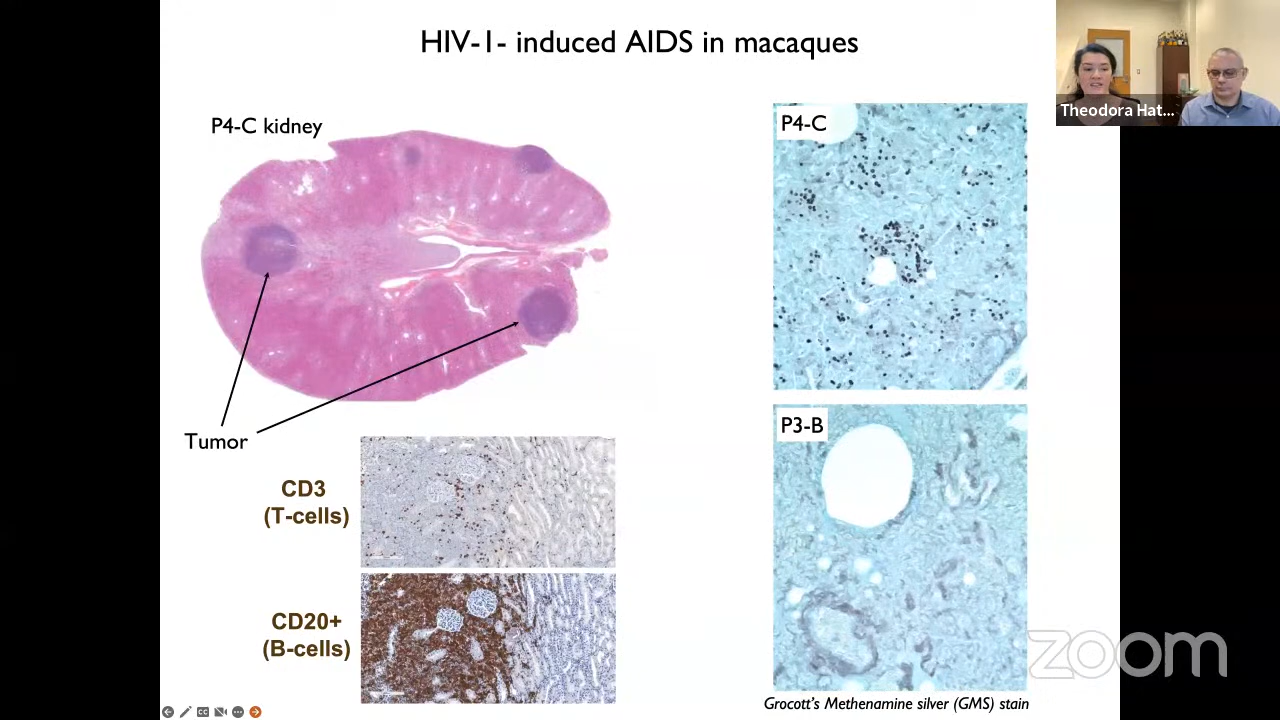 HIV-1- induced AIDS in macaques
Theodora Hat...
P4-C kidney
P4-C
Tumor
P3-B
CD3
(T-cells)
CD20+
(B-cells)
Grocott's Methenamine silver (GMS) stain
zoom
CC